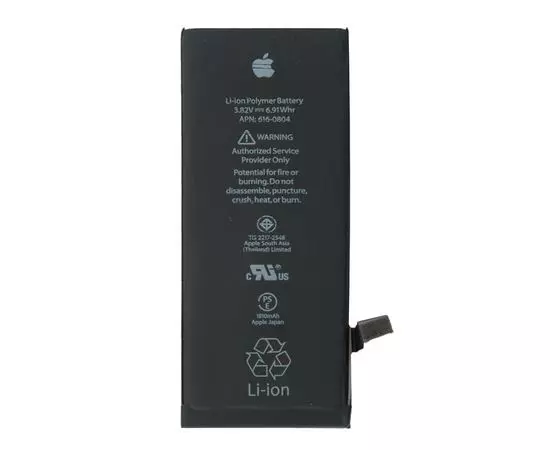 Li-ion Polymer Battery
3.82V ⎓ 6.91Whr
APN: 616-0804
WARNING
Authorized Service
Provider Only
Potential for fire or
burning. Do not
disassemble, puncture,
crush, heat, or burn.
TIS 2217-2548
Apple South Asia
(Thailand) Limited
c RU US
PS
E
1810mAh
Apple Japan
Li-ion